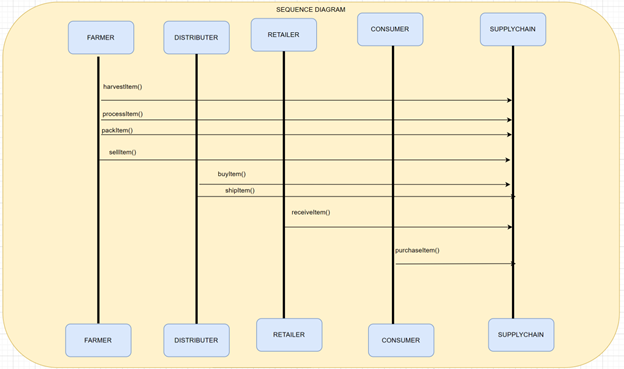 SEQUENCE DIAGRAM
FARMER
DISTRIBUTER
RETAILER
CONSUMER
SUPPLYCHAIN
harvestItem()
processItem()
packItem()
sellItem()
buyItem()
shipItem()
receiveItem()
purchaseItem()
FARMER
DISTRIBUTER
RETAILER
CONSUMER
SUPPLYCHAIN